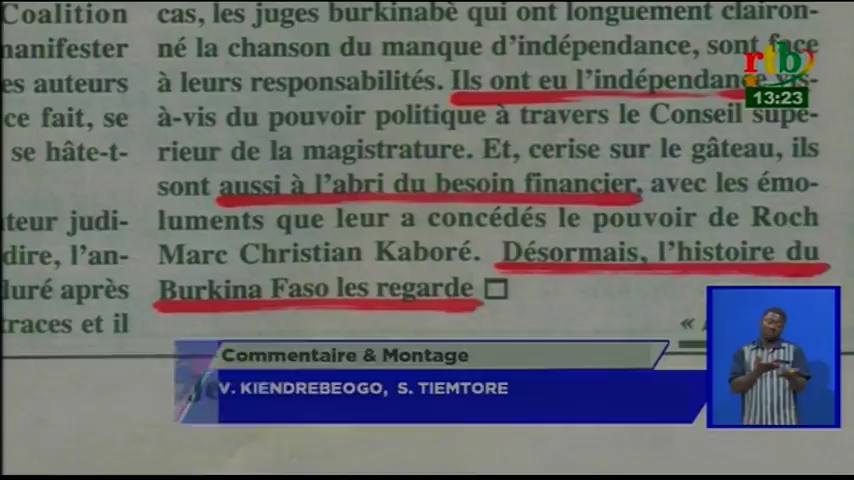 Coalition
manifester
es auteurs
ce fait, se
se hâte-t-
teur judi-
dire, l'an-
duré après
traces et il
cas, les juges burkinabè qui ont longuement clairon-
né la chanson du manque d'indépendance, sont face
à leurs responsabilités. Ils ont eu l'indépendance vis-
à-vis du pouvoir politique à travers le Conseil supé-
rieur de la magistrature. Et, cerise sur le gâteau, ils
sont aussi à l'abri du besoin financier, avec les émo-
luments que leur a concédés le pouvoir de Roch
Marc Christian Kaboré. Désormais, l'histoire du
Burkina Faso les regarde
rtb
13:23
Commentaire & Montage
V. KIENDREBEOGO, S. TIEMTORE